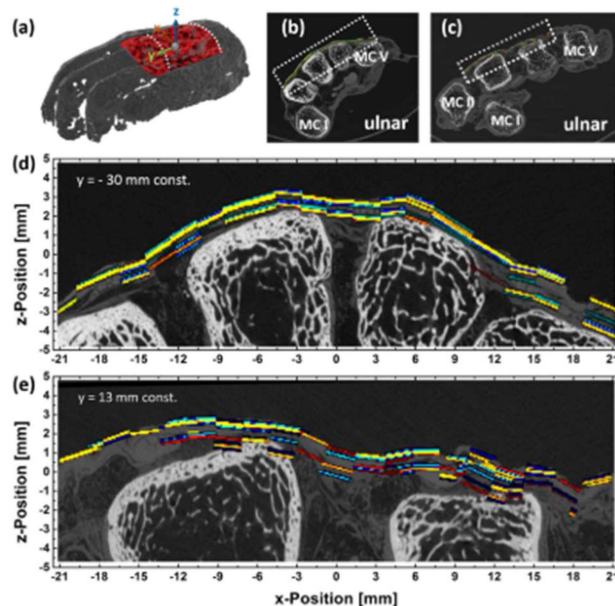 (a)
z
x
y
(b)
MC V
MC I
ulnar
(c)
MC V
MC II
MC I
ulnar
(d)
y = - 30 mm const.
z-Position [mm]
5
4
3
2
1
0
-1
-2
-3
-4
-5
-21 -18 -15 -12 -9 -6 -3 0 3 6 9 12 15 18 21
(e)
y = 13 mm const.
z-Position [mm]
5
4
3
2
1
0
-1
-2
-3
-4
-5
-21 -18 -15 -12 -9 -6 -3 0 3 6 9 12 15 18 21
x-Position [mm]